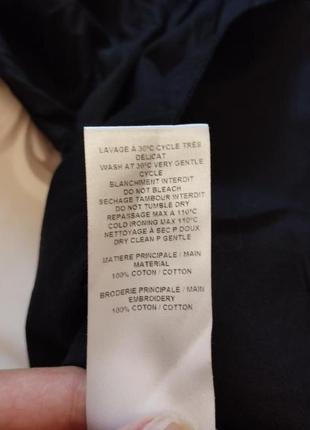 LAVAGE À 30°C CYCLE TRÈS
DELICAT
WASH AT 30°C VERY GENTLE
CYCLE
BLANCHIMENT INTERDIT
DO NOT BLEACH
SECHAGE TAMBOUR INTERDIT
DO NOT TUMBLE DRY
REPASSAGE MAX A 110°C
COLD IRONING MAX 110°C
NETTOYAGE À SEC P DOUX
DRY CLEAN P GENTLE
MATIERE PRINCIPALE / MAIN
MATERIAL
100% COTON / COTTON
BRODERIE PRINCIPALE / MAIN
EMBROIDERY
100% COTON / COTTON